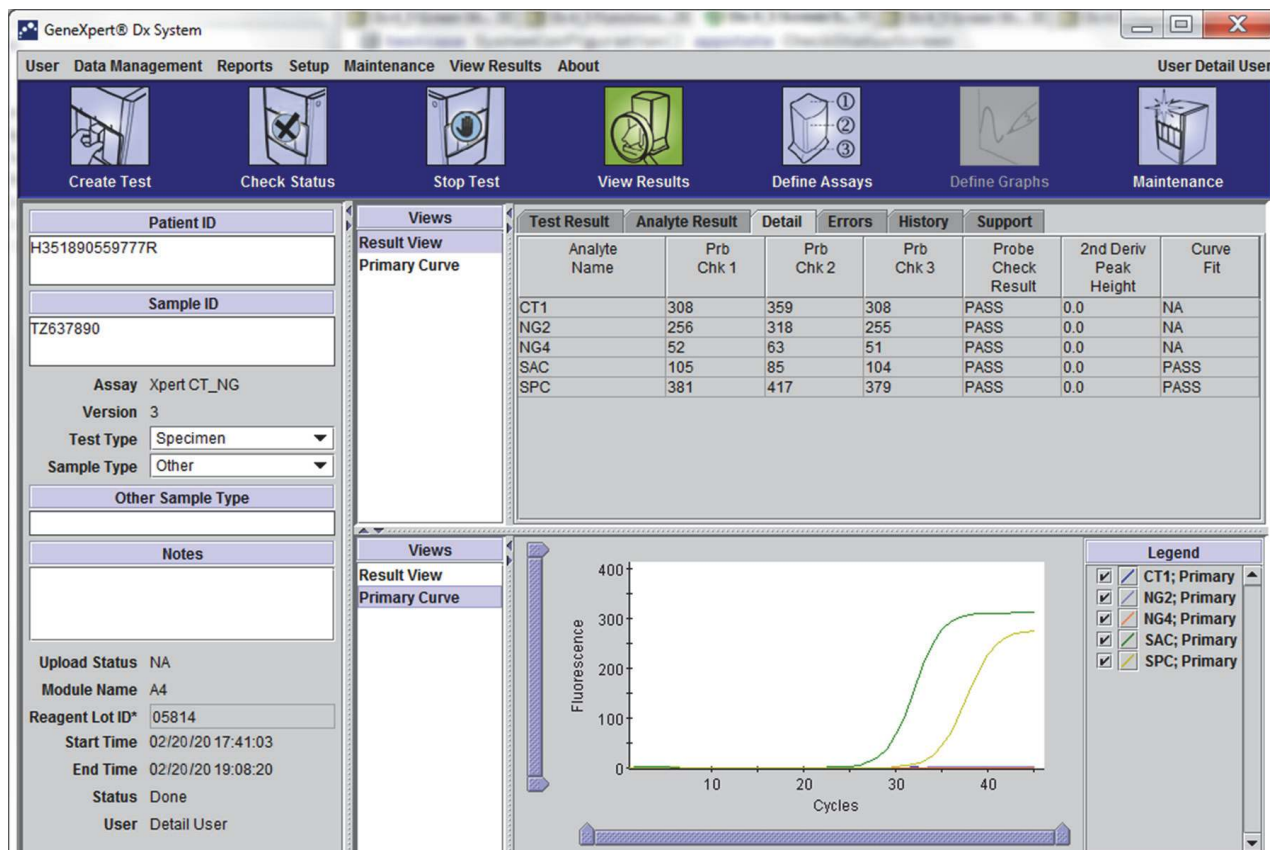 GeneXpert® Dx System
User Data Management Reports Setup Maintenance View Results About User Detail User
Create Test Check Status Stop Test View Results Define Assays Define Graphs Maintenance
① ② ③
Patient ID
H351890559777R
Sample ID
TZ637890
Assay Xpert CT_NG
Version 3
Test Type Specimen
Sample Type Other
Other Sample Type
Notes
Upload Status NA
Module Name A4
Reagent Lot ID* 05814
Start Time 02/20/20 17:41:03
End Time 02/20/20 19:08:20
Status Done
User Detail User
Views
Result View
Primary Curve
Test Result Analyte Result Detail Errors History Support
Analyte Name Prb Chk 1 Prb Chk 2 Prb Chk 3 Probe Check Result 2nd Deriv Peak Height Curve Fit
CT1 308 359 308 PASS 0.0 NA
NG2 256 318 255 PASS 0.0 NA
NG4 52 63 51 PASS 0.0 NA
SAC 105 85 104 PASS 0.0 PASS
SPC 381 417 379 PASS 0.0 PASS
Views
Result View
Primary Curve
400
300
200
100
0
Fluorescence
10 20 30 40
Cycles
Legend
CT1; Primary
NG2; Primary
NG4; Primary
SAC; Primary
SPC; Primary